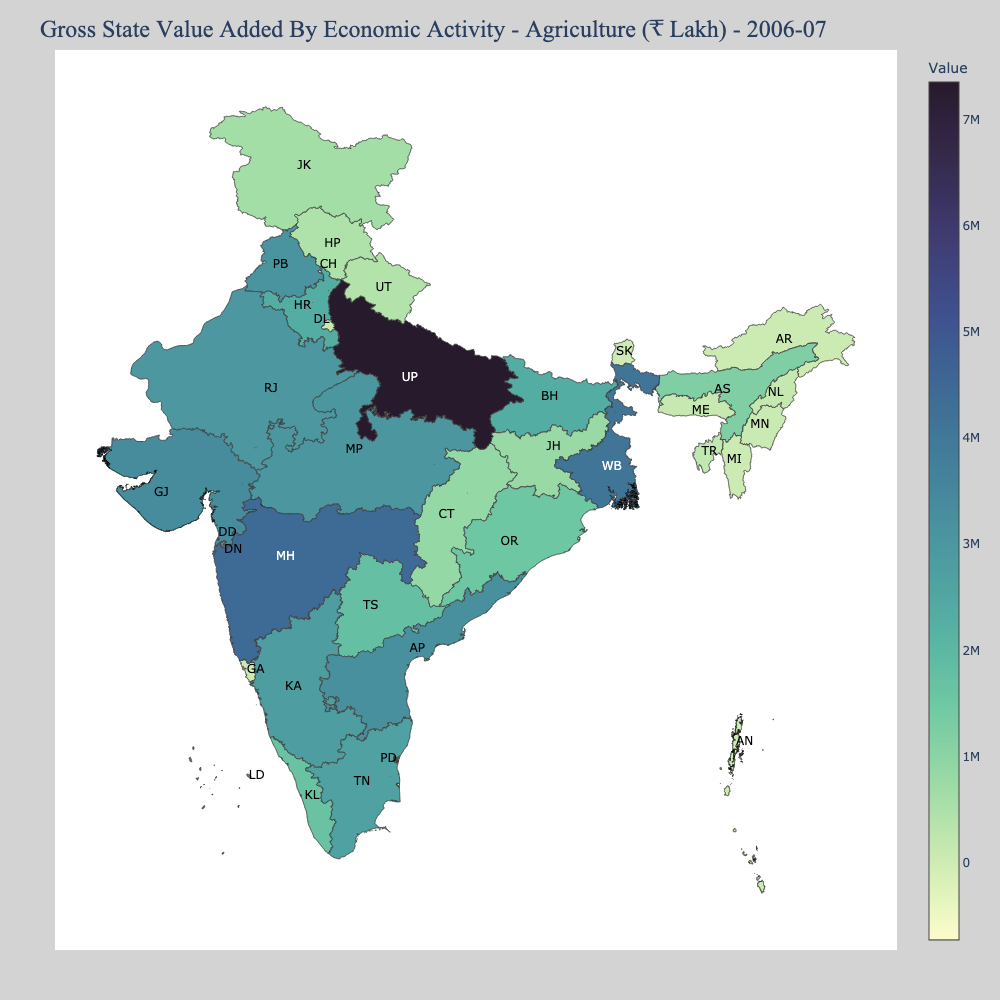 Gross State Value Added By Economic Activity - Agriculture (₹ Lakh) - 2006-07
Value
7M
6M
5M
4M
3M
2M
1M
0
JK
HP
CH
PB
UT
HR
DL
AR
SK
RJ
UP
BH
AS
NL
ME
MN
TR
MI
MP
JH
WB
GJ
CT
DD
DN
MH
OR
TS
AP
GA
KA
PD
AN
LD
TN
KL